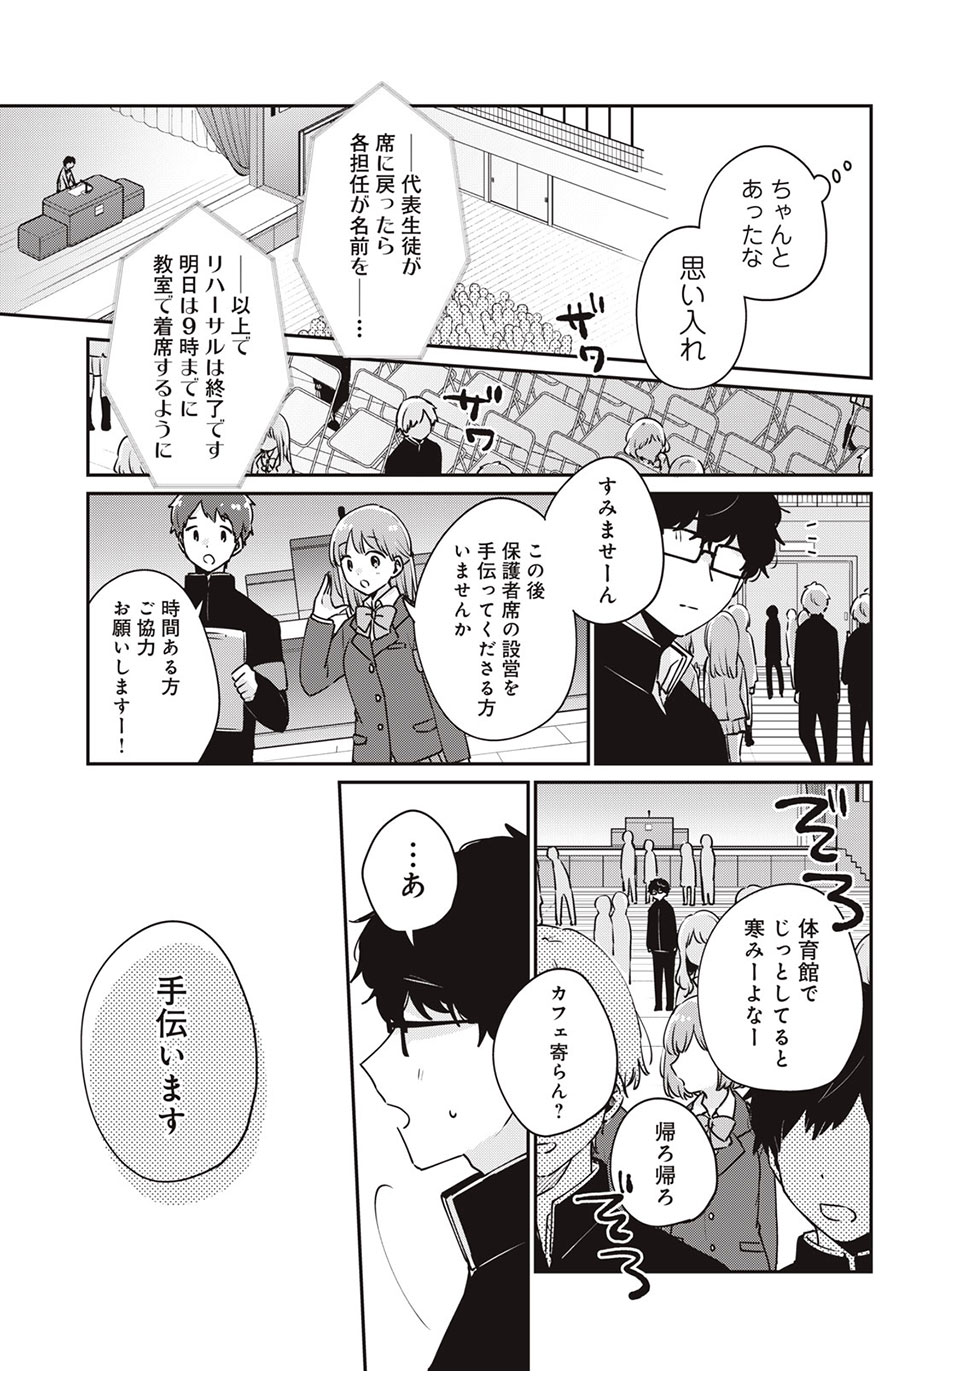 ちゃんと
あったな
思い入れ
――代表生徒が
席に戻ったら
各担任が名前を――…
――以上で
リハーサルは終了です
明日は9時までに
教室で着席するように
ザワ
ザワ
すみませーん
この後
保護者席の設営を
手伝ってくださる方
いませんか
時間ある方
ご協力
お願いしますー！
ぞろ
体育館で
じっとしてると
寒みーよなー
カフェ寄らん？
帰ろ帰ろ
ぞろ
…あ
手伝います